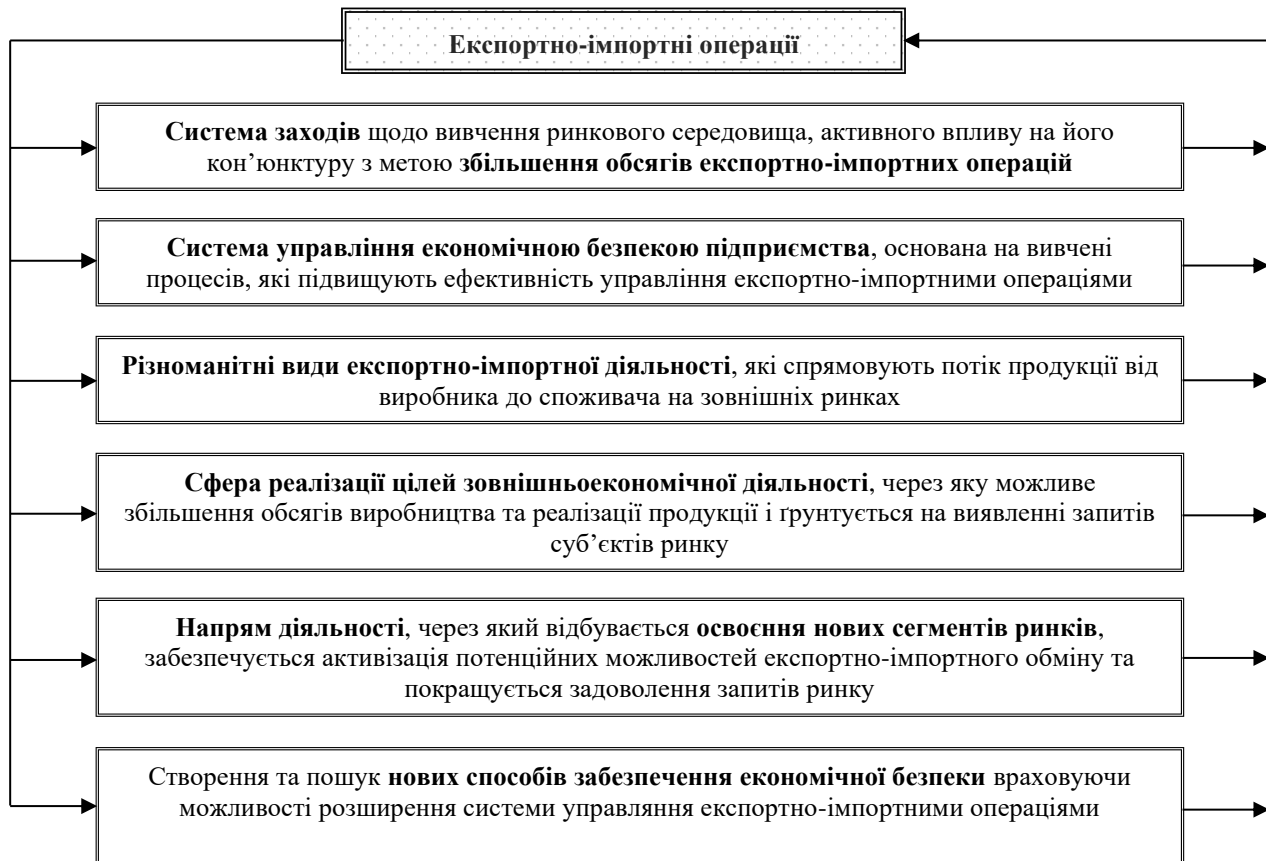 Експортно-імпортні операції
Система заходів щодо вивчення ринкового середовища, активного впливу на його
кон’юнктуру з метою збільшення обсягів експортно-імпортних операцій
Система управління економічною безпекою підприємства, основана на вивчені
процесів, які підвищують ефективність управління експортно-імпортними операціями
Різноманітні види експортно-імпортної діяльності, які спрямовують потік продукції від
виробника до споживача на зовнішніх ринках
Сфера реалізації цілей зовнішньоекономічної діяльності, через яку можливе
збільшення обсягів виробництва та реалізації продукції і ґрунтується на виявленні запитів
суб’єктів ринку
Напрям діяльності, через який відбувається освоєння нових сегментів ринків,
забезпечується активізація потенційних можливостей експортно-імпортного обміну та
покращується задоволення запитів ринку
Створення та пошук нових способів забезпечення економічної безпеки враховуючи
можливості розширення системи управляння експортно-імпортними операціями